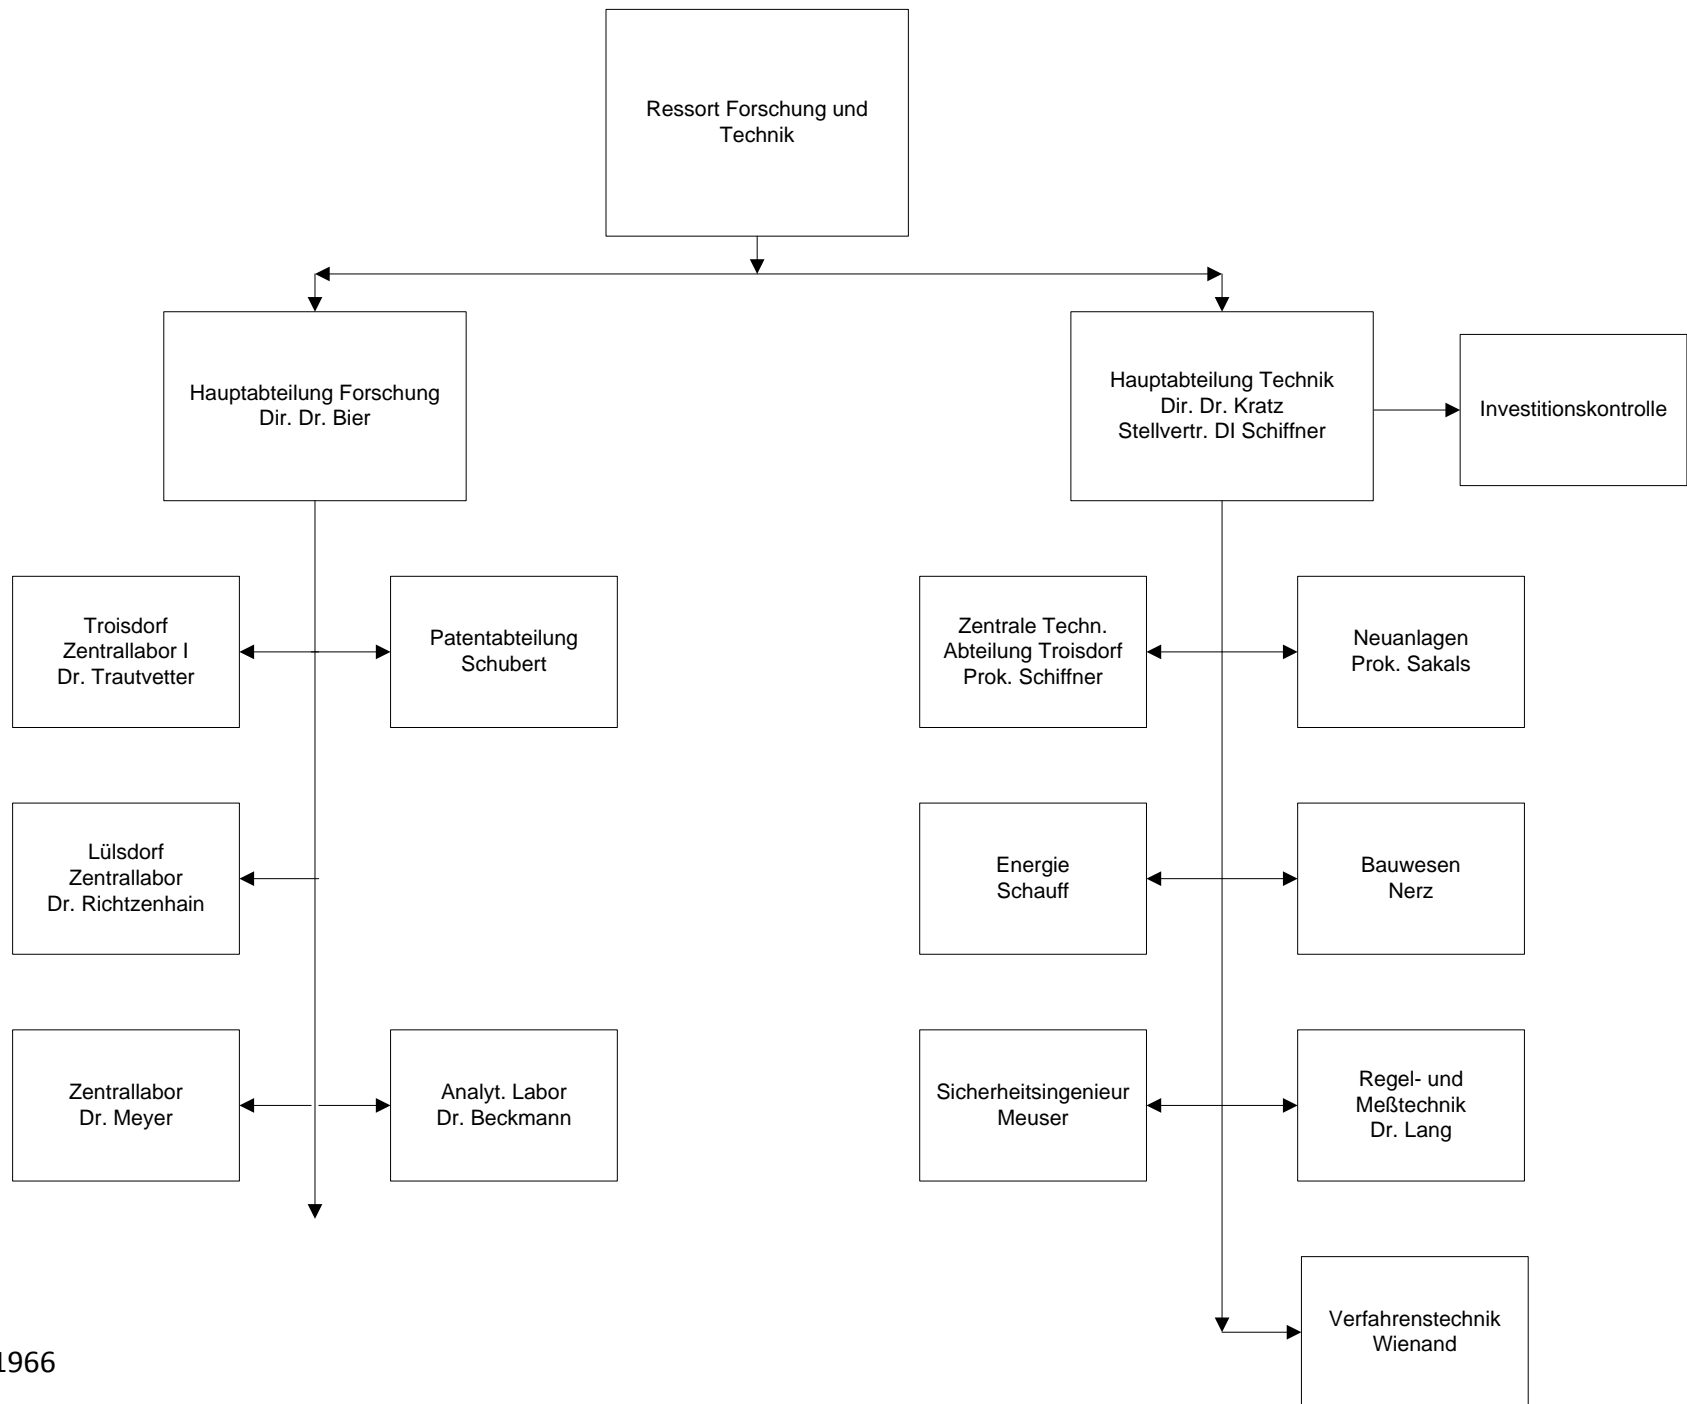 Ressort Forschung und
Technik
Hauptabteilung Forschung
Dir. Dr. Bier
Hauptabteilung Technik
Dir. Dr. Kratz
Stellvertr. DI Schiffner
Investitionskontrolle
Troisdorf
Zentrallabor I
Dr. Trautvetter
Patentabteilung
Schubert
Zentrale Techn.
Abteilung Troisdorf
Prok. Schiffner
Neuanlagen
Prok. Sakals
Lülsdorf
Zentrallabor
Dr. Richtzenhain
Energie
Schauff
Bauwesen
Nerz
Zentrallabor
Dr. Meyer
Analyt. Labor
Dr. Beckmann
Sicherheitsingenieur
Meuser
Regel- und
Meßtechnik
Dr. Lang
Verfahrenstechnik
Wienand
1966